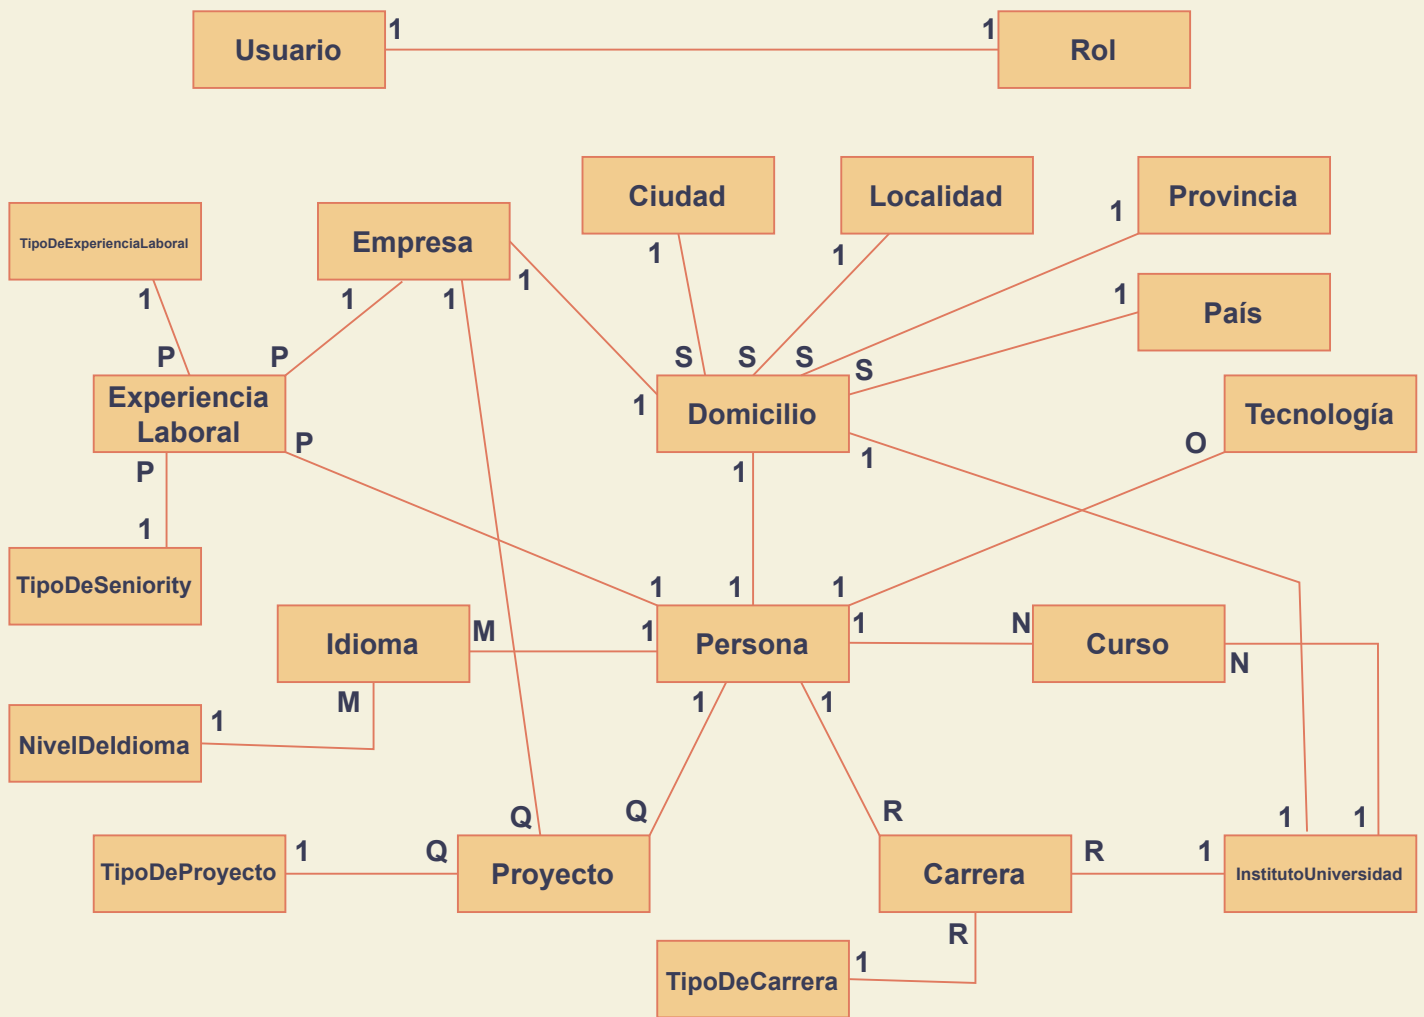 Usuario
1
1
Rol
TipoDeExperienciaLaboral
1
Empresa
1
1
1
Ciudad
1
Localidad
1
Provincia
1
País
1
P
P
S
S
S
S
Experiencia
Laboral
P
P
1
Domicilio
1
1
Tecnología
O
1
TipoDeSeniority
1
1
1
Idioma
M
M
1
Persona
1
1
1
N
Curso
N
NivelDeIdioma
1
TipoDeProyecto
1
Q
Q
Q
Proyecto
R
Carrera
R
R
1
1
1
InstitutoUniversidad
TipoDeCarrera
1